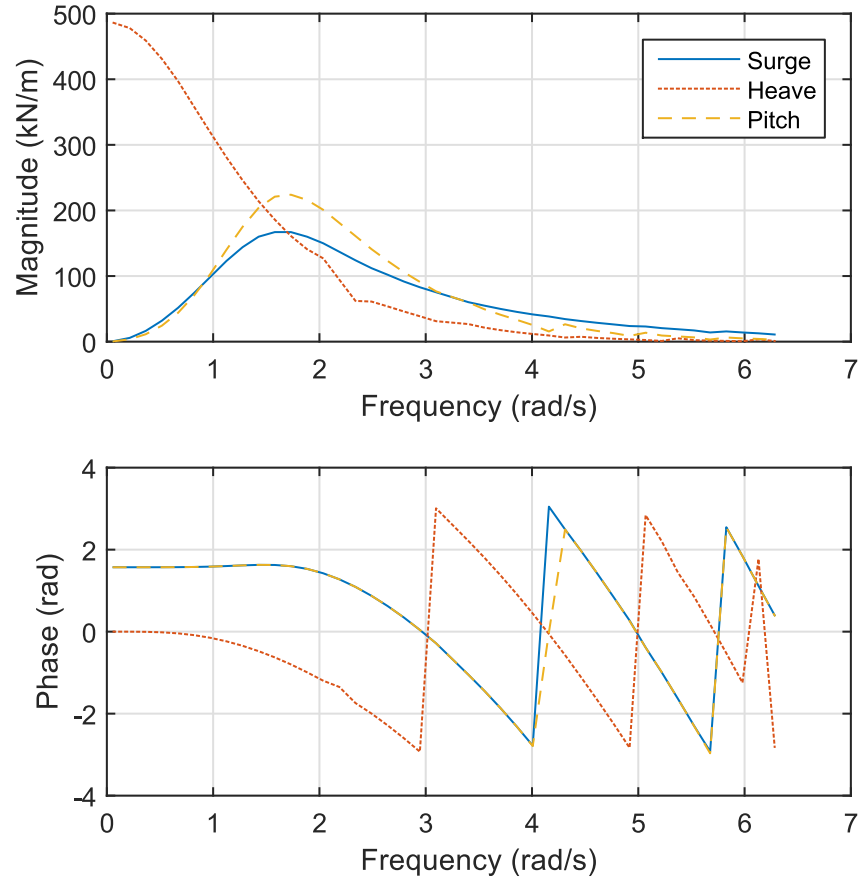 500
400
300
200
100
0
Magnitude (kN/m)
Surge
Heave
Pitch
0 1 2 3 4 5 6 7
Frequency (rad/s)
4
2
0
-2
-4
Phase (rad)
0 1 2 3 4 5 6 7
Frequency (rad/s)